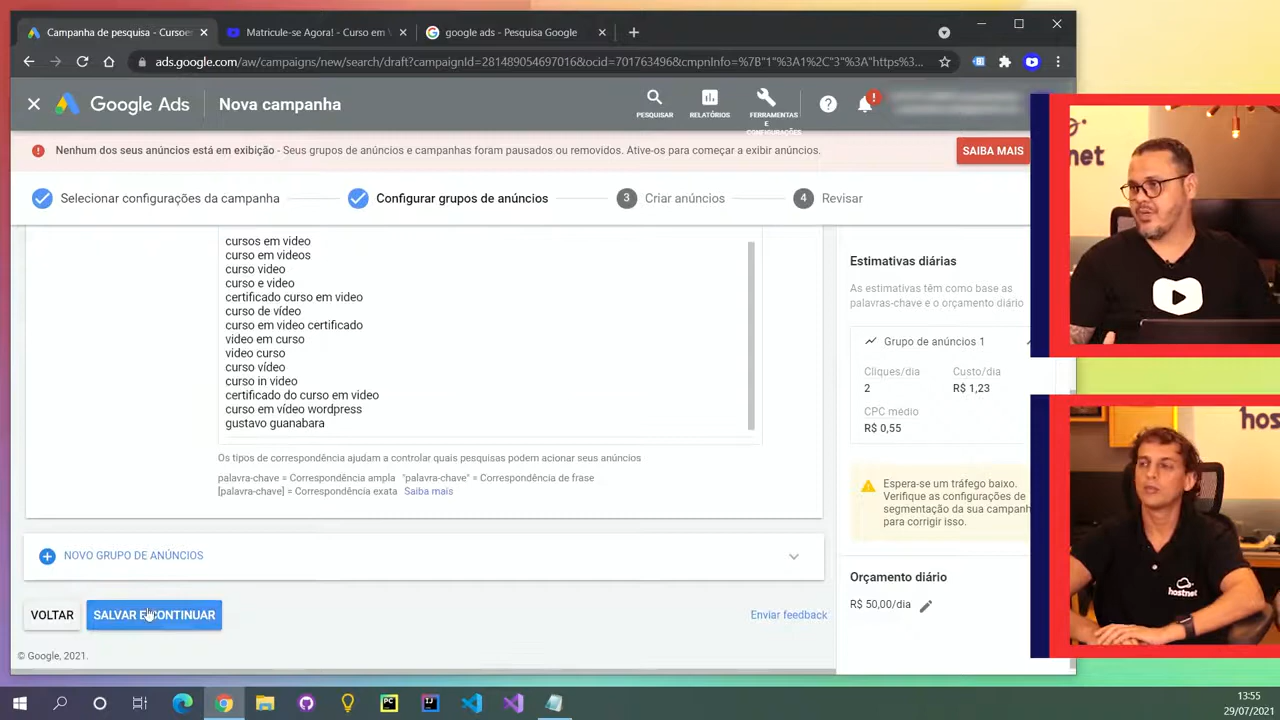 Campanha de pesquisa - Cursoe
Matricule-se Agora! - Curso em V
google ads - Pesquisa Google
ads.google.com/aw/campaigns/new/search/draft?campaignId=281489054697016&ocid=701763496&cmpnInfo=%7B"1"%3A1%2C"3"%3A"https%3...
Google Ads
Nova campanha
PESQUISAR
RELATÓRIOS
FERRAMENTAS
E
CONFIGURAÇÕES
Nenhum dos seus anúncios está em exibição - Seus grupos de anúncios e campanhas foram pausados ou removidos. Ative-os para começar a exibir anúncios.
SAIBA MAIS
Selecionar configurações da campanha
Configurar grupos de anúncios
3 Criar anúncios
4 Revisar
cursos em video
curso em videos
curso video
curso e video
certificado curso em video
curso de vídeo
curso em video certificado
video em curso
video curso
curso vídeo
curso in video
certificado do curso em video
curso em vídeo wordpress
gustavo guanabara
Os tipos de correspondência ajudam a controlar quais pesquisas podem acionar seus anúncios
palavra-chave = Correspondência ampla "palavra-chave" = Correspondência de frase
[palavra-chave] = Correspondência exata Saiba mais
NOVO GRUPO DE ANÚNCIOS
VOLTAR
SALVAR E CONTINUAR
Enviar feedback
© Google, 2021.
Estimativas diárias
As estimativas têm como base as
palavras-chave e o orçamento diário
Grupo de anúncios 1
Cliques/dia
Custo/dia
2
R$ 1,23
CPC médio
R$ 0,55
Espera-se um tráfego baixo.
Verifique as configurações de
segmentação da sua campanh
para corrigir isso.
Orçamento diário
R$ 50,00/dia
net
hos
hostnet
PC
IJ
13:55
29/07/2021